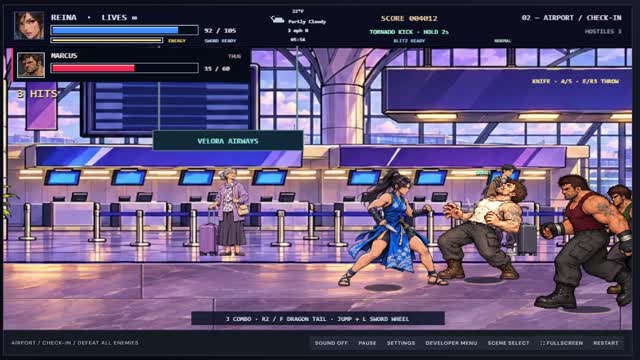 REINA · LIVES ∞
92 / 105
ENERGY
SWORD READY
22°F
Partly Cloudy
3 mph N
05:56
SCORE 004012
TORNADO KICK · HOLD 2s
BLITZ READY
NORMAL
02 — AIRPORT / CHECK-IN
HOSTILES 3
MARCUS
THUG
35 / 60
3 HITS
KNIFE · 4/5 · E/R3 THROW
VELORA AIRWAYS
J COMBO · R2 / F DRAGON TAIL · JUMP + L SWORD WHEEL
AIRPORT / CHECK-IN / DEFEAT ALL ENEMIES
SOUND OFF
PAUSE
SETTINGS
DEVELOPER MENU
SCENE SELECT
FULLSCREEN
RESTART